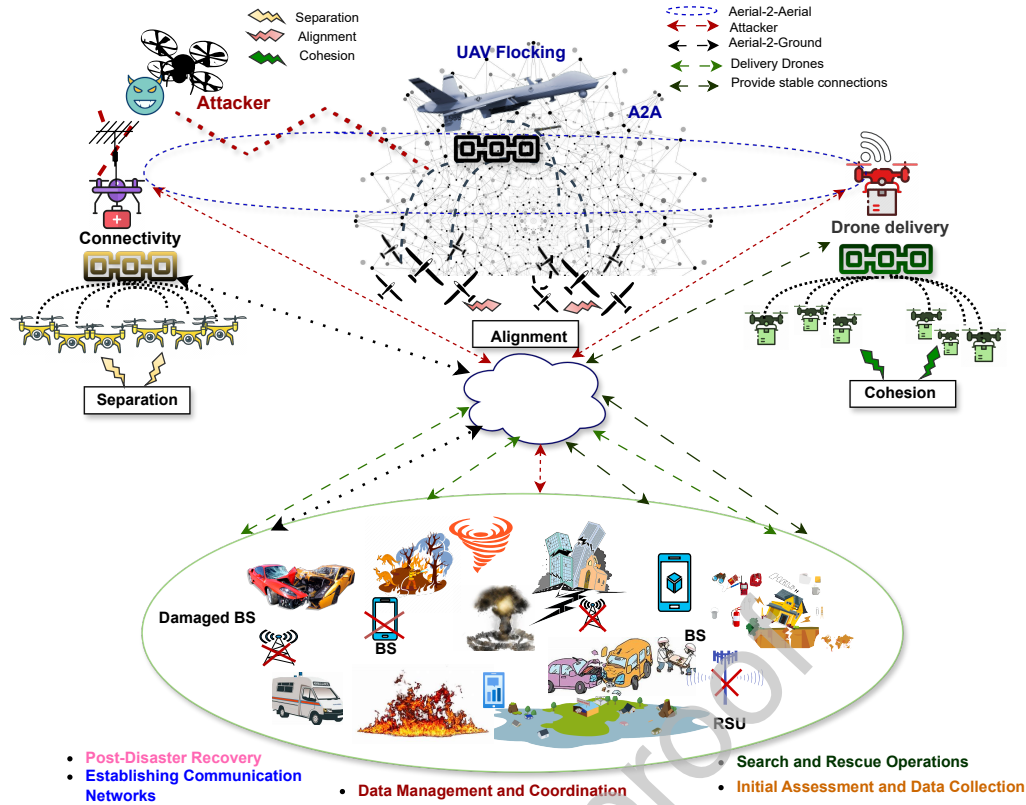 Separation
Alignment
Cohesion
Aerial-2-Aerial
Attacker
Aerial-2-Ground
Delivery Drones
Provide stable connections
UAV Flocking
Attacker
A2A
Connectivity
Drone delivery
Alignment
Separation
Cohesion
Damaged BS
BS
BS
RSU
• Post-Disaster Recovery
• Establishing Communication
Networks
• Data Management and Coordination
• Search and Rescue Operations
• Initial Assessment and Data Collection
proof